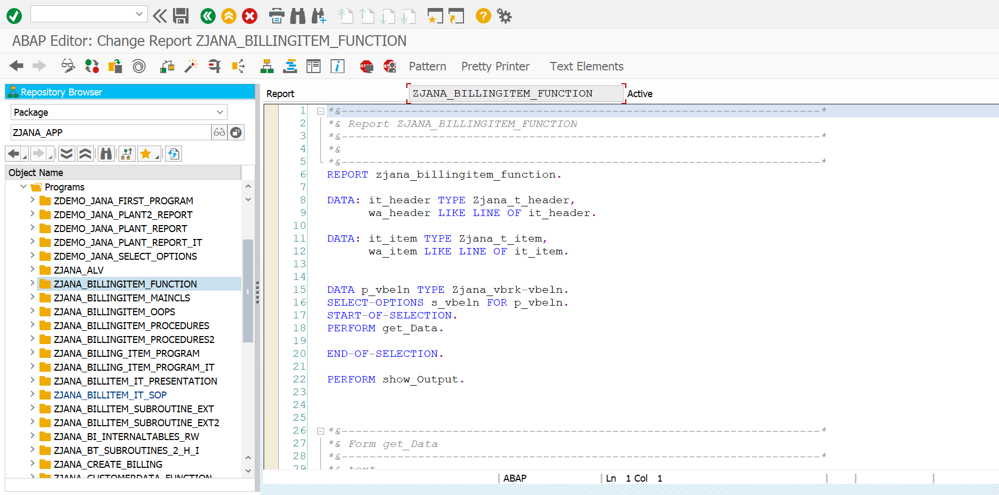 ABAP Editor: Change Report ZJANA_BILLINGITEM_FUNCTION
Pattern Pretty Printer Text Elements
Repository Browser
Package
ZJANA_APP
Object Name
Programs
ZDEMO_JANA_FIRST_PROGRAM
ZDEMO_JANA_PLANT2_REPORT
ZDEMO_JANA_PLANT_REPORT
ZDEMO_JANA_PLANT_REPORT_IT
ZDEMO_JANA_SELECT_OPTIONS
ZJANA_ALV
ZJANA_BILLINGITEM_FUNCTION
ZJANA_BILLINGITEM_MAINCLS
ZJANA_BILLINGITEM_OOPS
ZJANA_BILLINGITEM_PROCEDURES
ZJANA_BILLINGITEM_PROCEDURES2
ZJANA_BILLING_ITEM_PROGRAM
ZJANA_BILLING_ITEM_PROGRAM_IT
ZJANA_BILLITEM_IT_PRESENTATION
ZJANA_BILLITEM_IT_SOP
ZJANA_BILLITEM_SUBROUTINE_EXT
ZJANA_BILLITEM_SUBROUTINE_EXT2
ZJANA_BI_INTERNALTABLES_RW
ZJANA_BT_SUBROUTINES_2_H_I
ZJANA_CREATE_BILLING
ZJANA_CUSTOMERDATA_FUNCTION
Report ZJANA_BILLINGITEM_FUNCTION Active
1 *&---------------------------------------------------------------------*
2 *& Report ZJANA_BILLINGITEM_FUNCTION
3 *&---------------------------------------------------------------------*
4 *&
5 *&---------------------------------------------------------------------*
6 REPORT zjana_billingitem_function.
7
8 DATA: it_header TYPE Zjana_t_header,
9 wa_header LIKE LINE OF it_header.
10
11 DATA: it_item TYPE Zjana_t_item,
12 wa_item LIKE LINE OF it_item.
13
14
15 DATA p_vbeln TYPE Zjana_vbrk-vbeln.
16 SELECT-OPTIONS s_vbeln FOR p_vbeln.
17 START-OF-SELECTION.
18 PERFORM get_Data.
19
20 END-OF-SELECTION.
21
22 PERFORM show_Output.
23
24
25
26 *&---------------------------------------------------------------------*
27 *& Form get_Data
28 *&---------------------------------------------------------------------*
29 *& text
ABAP Ln 1 Col 1